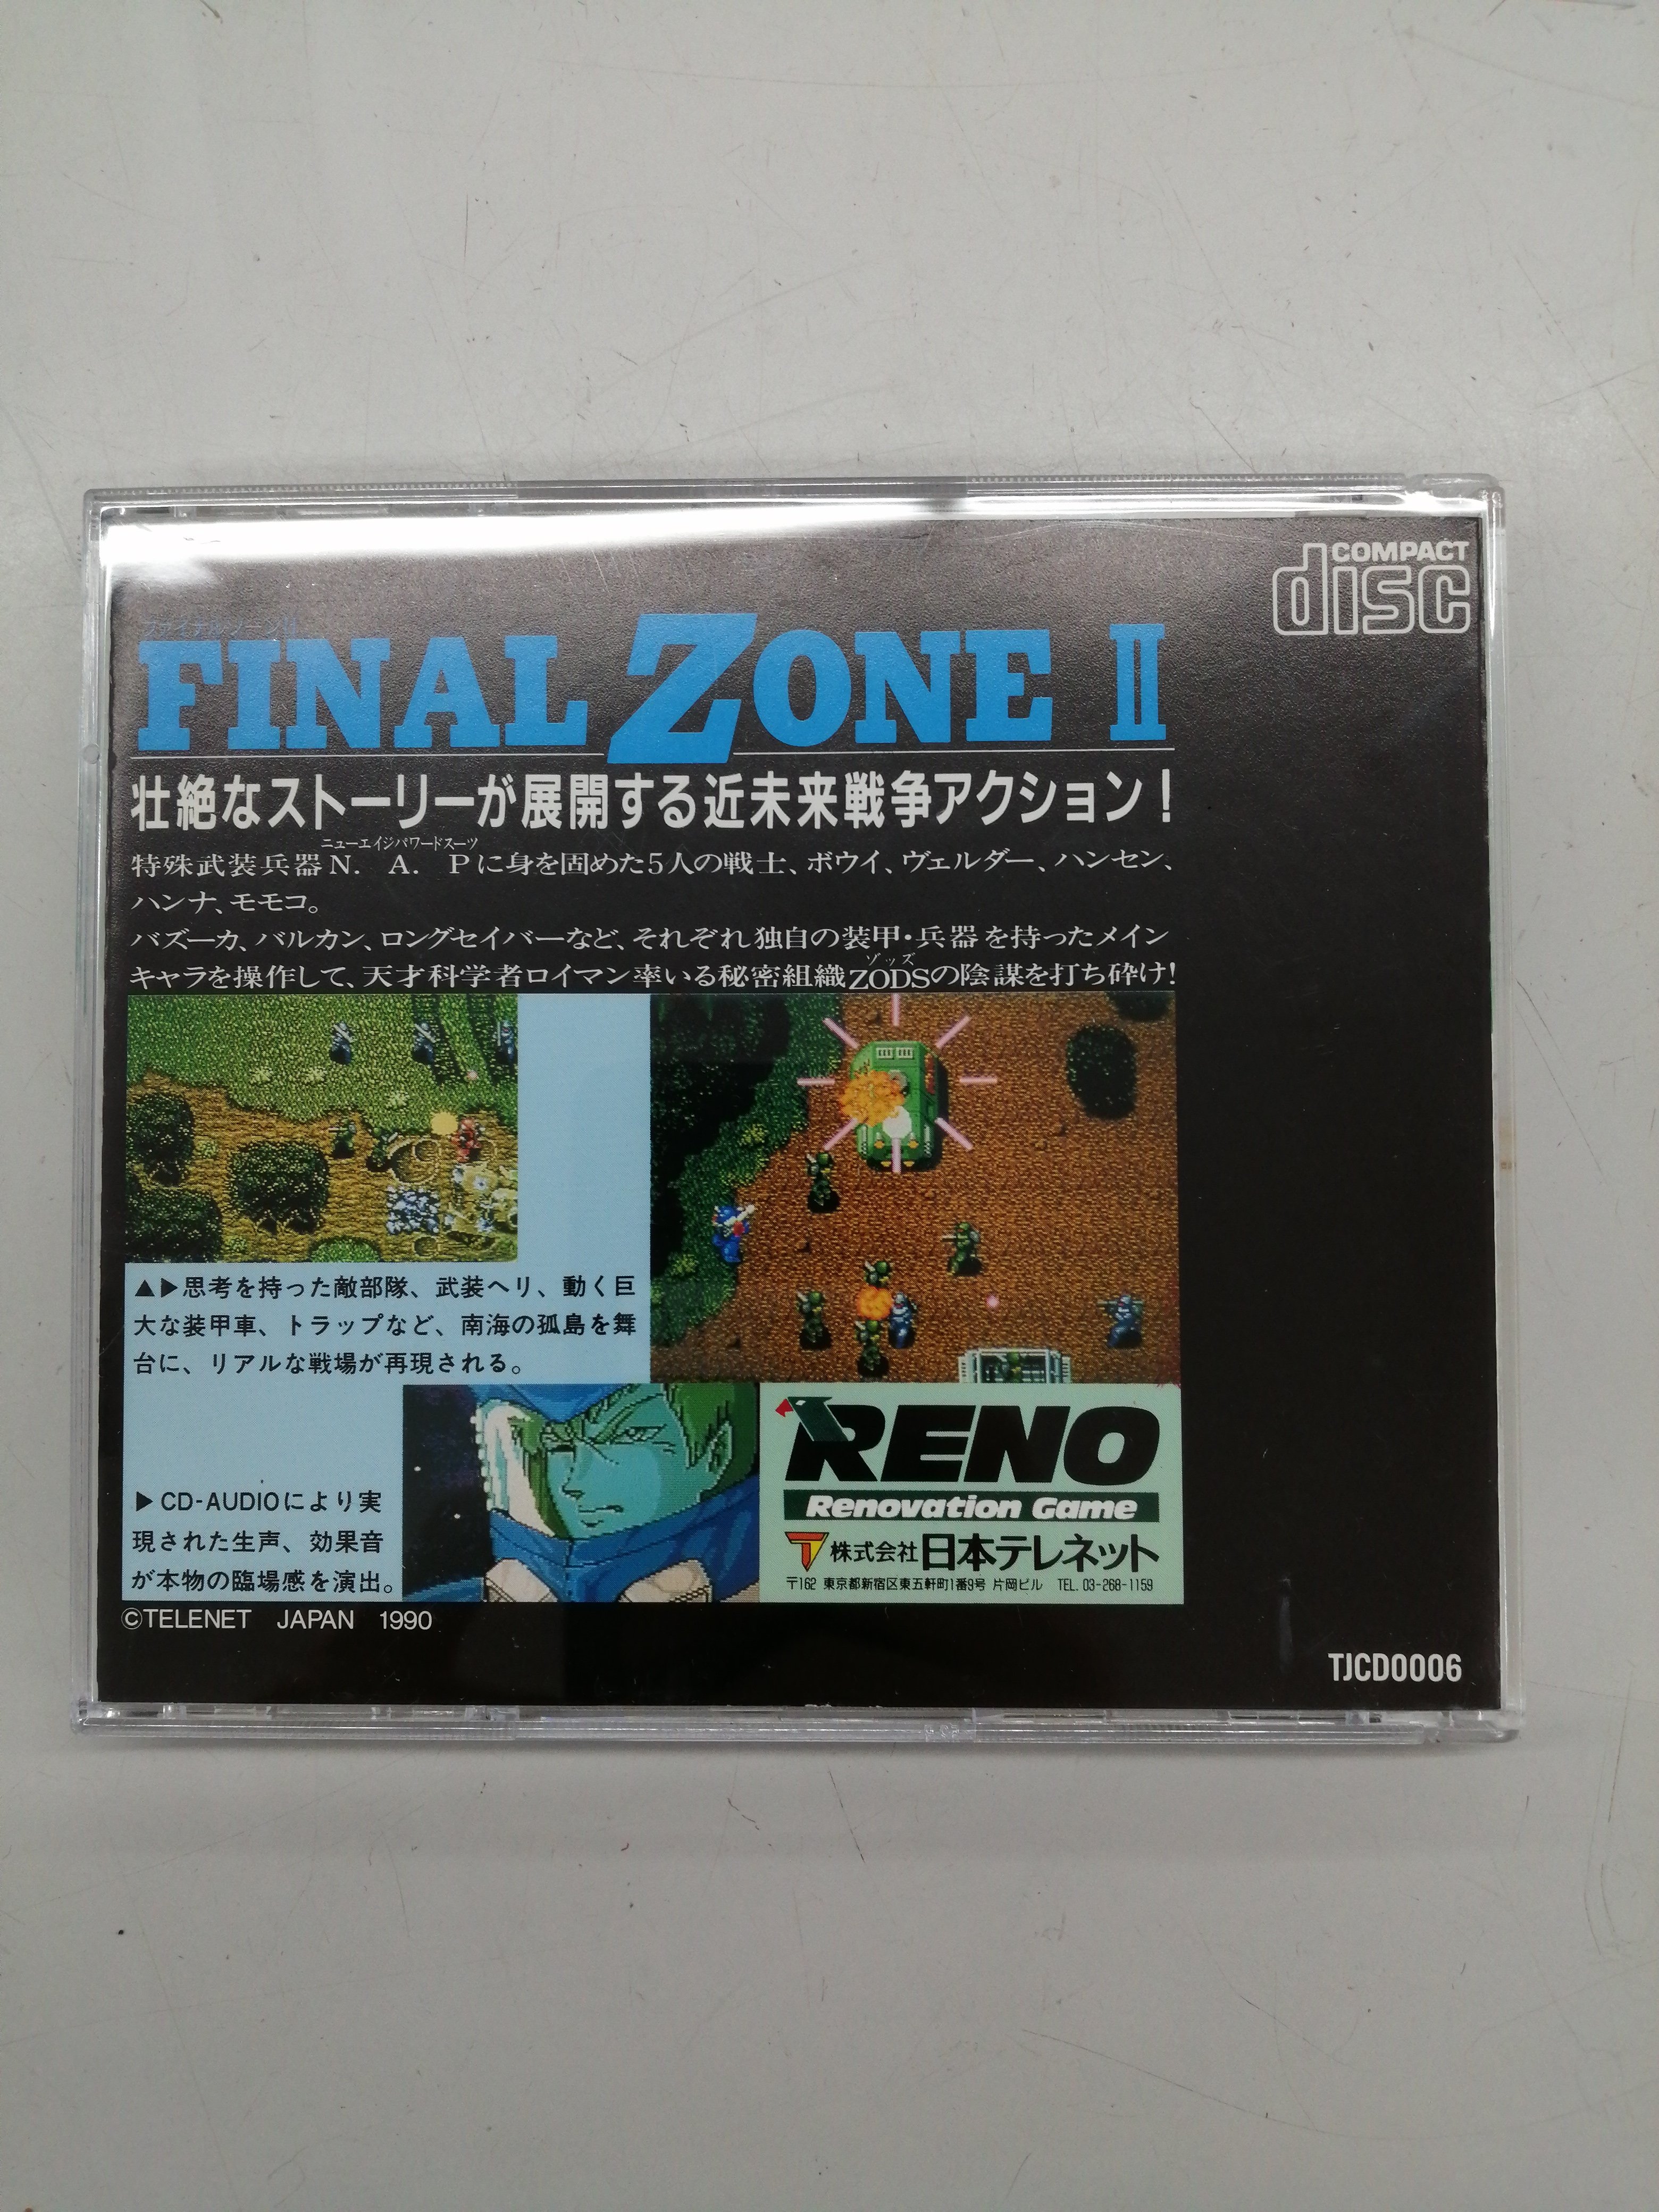 COMPACT
disc
ファイナルゾーンII
FINAL ZONE II
壮絶なストーリーが展開する近未来戦争アクション!
ニューエイジパワードスーツ
特殊武装兵器N. A. Pに身を固めた5人の戦士、ボウイ、ヴェルダー、ハンセン、
ハンナ、モモコ。
バズーカ、バルカン、ロングセイバーなど、それぞれ独自の装甲・兵器を持ったメイン
ゾッズ
キャラを操作して、天才科学者ロイマン率いる秘密組織ZODSの陰謀を打ち砕け!
▲▶思考を持った敵部隊、武装ヘリ、動く巨
大な装甲車、トラップなど、南海の孤島を舞
台に、リアルな戦場が再現される。
▶CD-AUDIOにより実
現された生声、効果音
が本物の臨場感を演出。
RENO
Renovation Game
株式会社日本テレネット
〒162 東京都新宿区東五軒町1番9号 片岡ビル TEL. 03-268-1159
©TELENET JAPAN 1990
TJCD0006